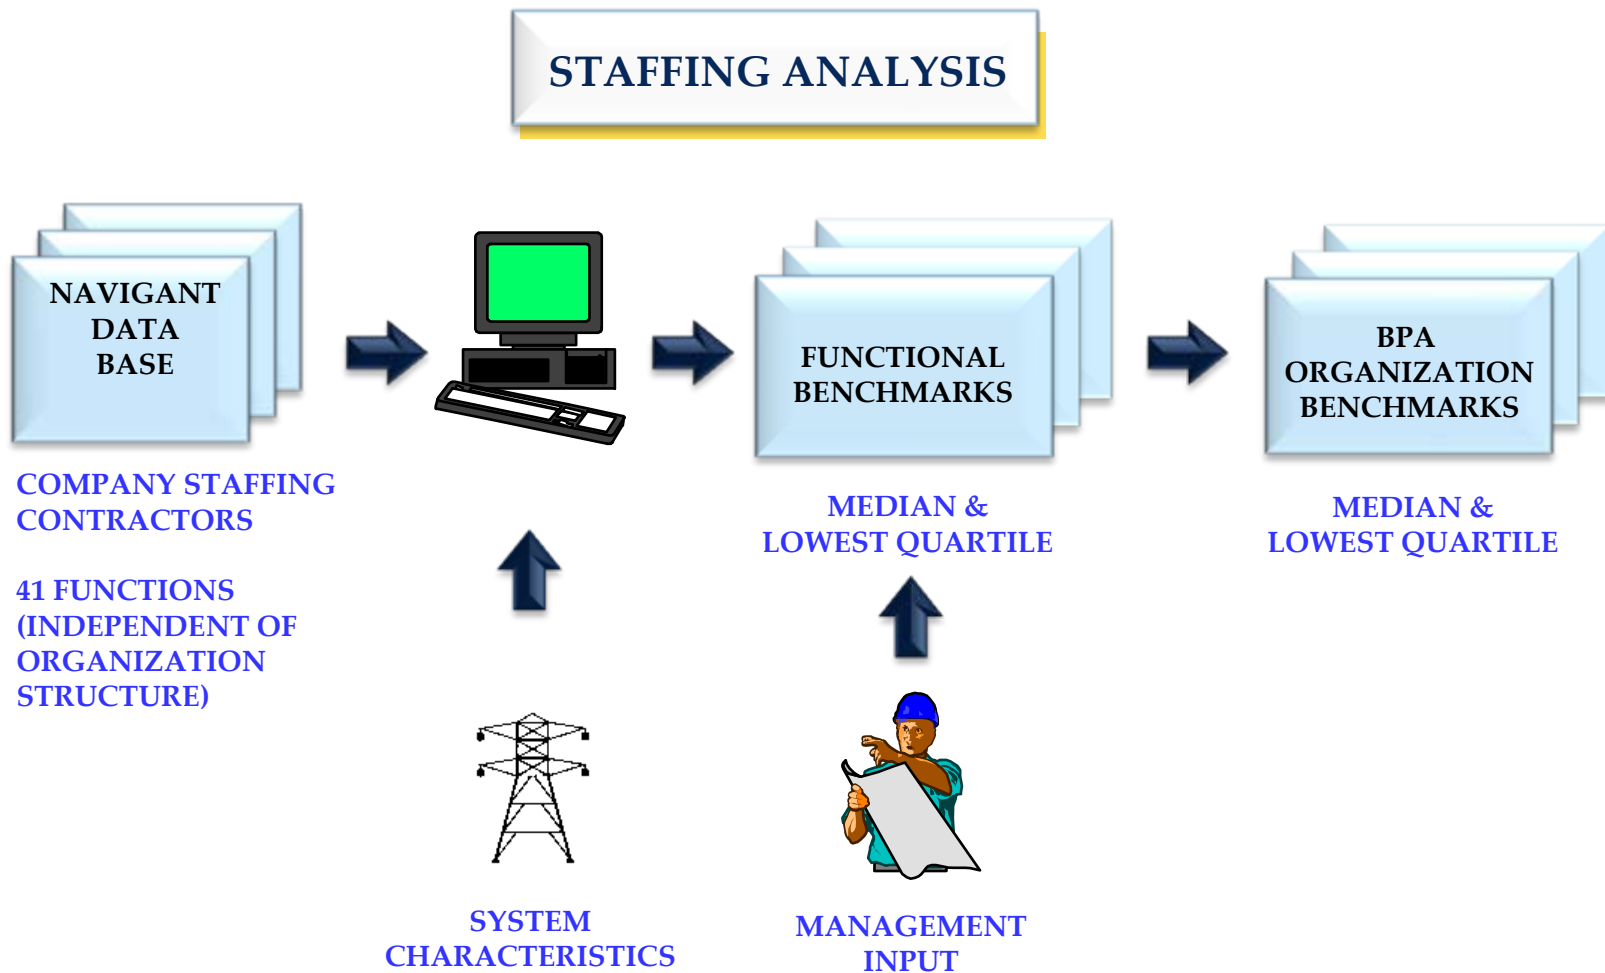 STAFFING ANALYSIS
NAVIGANT
DATA
BASE
FUNCTIONAL
BENCHMARKS
BPA
ORGANIZATION
BENCHMARKS
COMPANY STAFFING
CONTRACTORS
41 FUNCTIONS
(INDEPENDENT OF
ORGANIZATION
STRUCTURE)
MEDIAN &
LOWEST QUARTILE
MEDIAN &
LOWEST QUARTILE
SYSTEM
CHARACTERISTICS
MANAGEMENT
INPUT